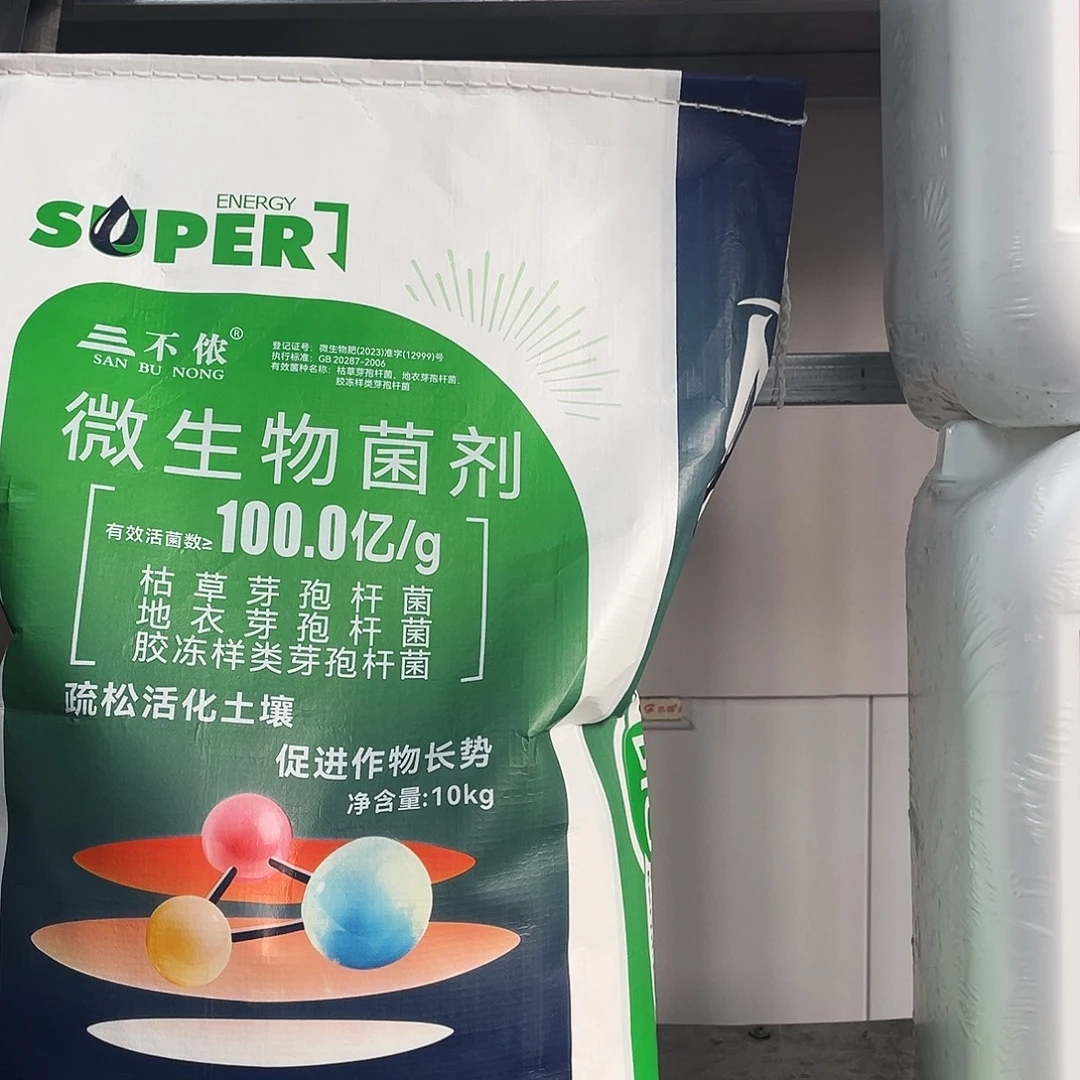 ENERGY
SUPER
三不侬®
SAN BU NONG
登记证号：微生物肥(2023)准字(12999)号
执行标准：GB 20287-2006
有效菌种名称：枯草芽孢杆菌、地衣芽孢杆菌、
胶冻样类芽孢杆菌
微生物菌剂
有效活菌数≥100.0亿/g
枯草芽孢杆菌
地衣芽孢杆菌
胶冻样类芽孢杆菌
疏松活化土壤
促进作物长势
净含量:10kg